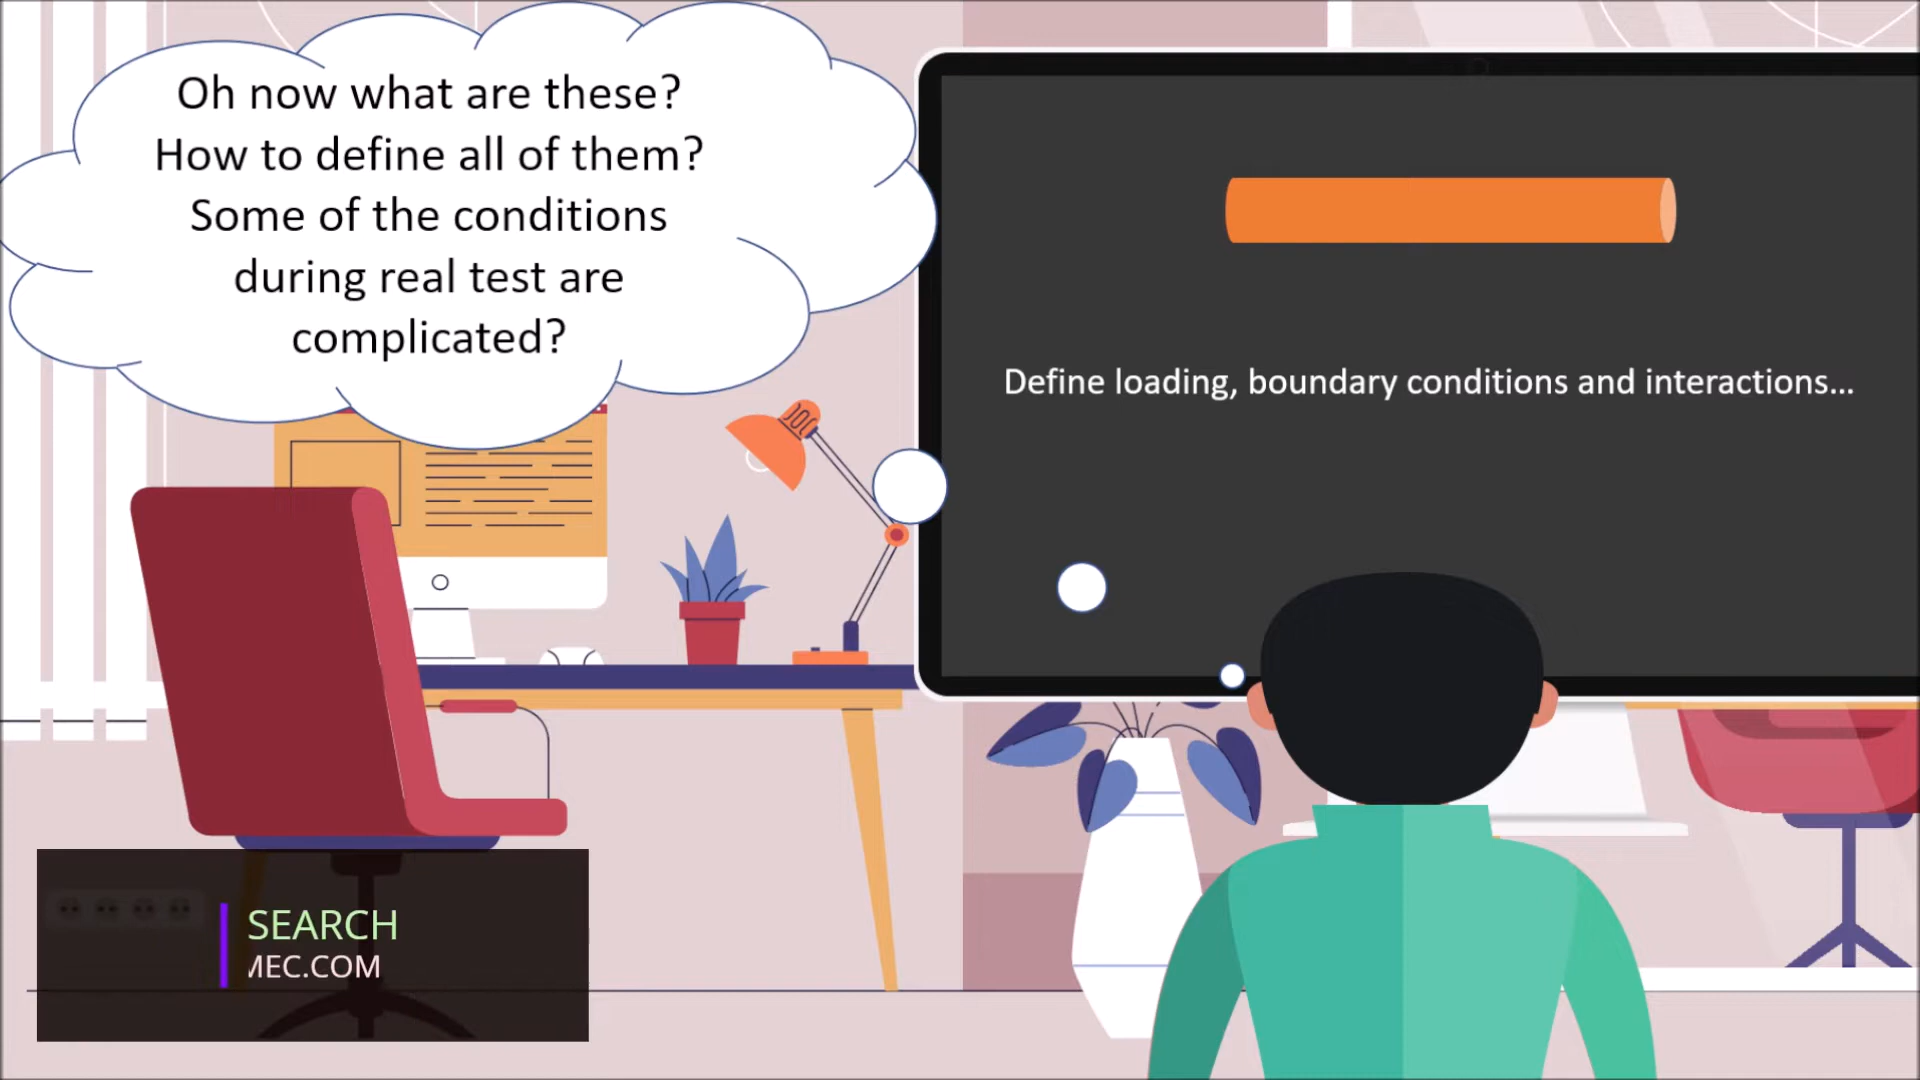 Oh now what are these?
How to define all of them?
Some of the conditions
during real test are
complicated?
Define loading, boundary conditions and interactions...
SEARCH
MEC.COM